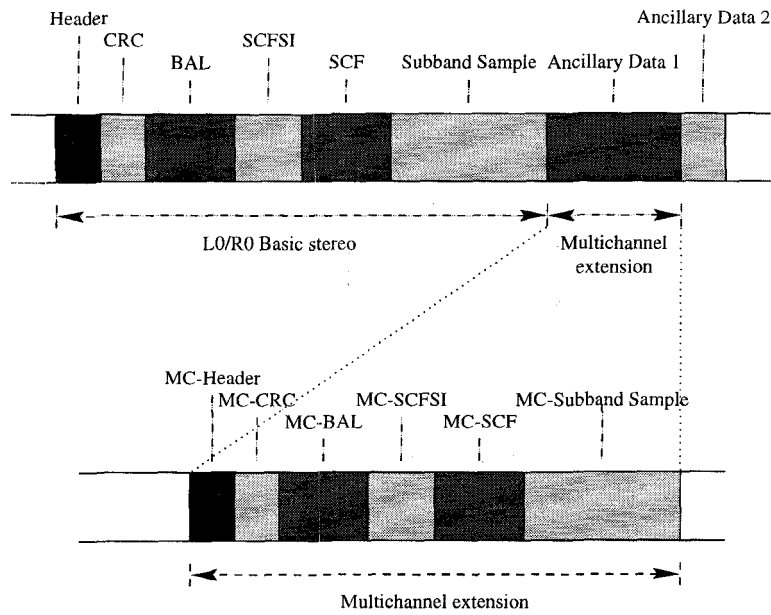 Header
CRC
BAL
SCFSI
SCF
Subband Sample
Ancillary Data 1
Ancillary Data 2
L0/R0 Basic stereo
Multichannel
extension
MC-Header
MC-CRC
MC-BAL
MC-SCFSI
MC-SCF
MC-Subband Sample
Multichannel extension